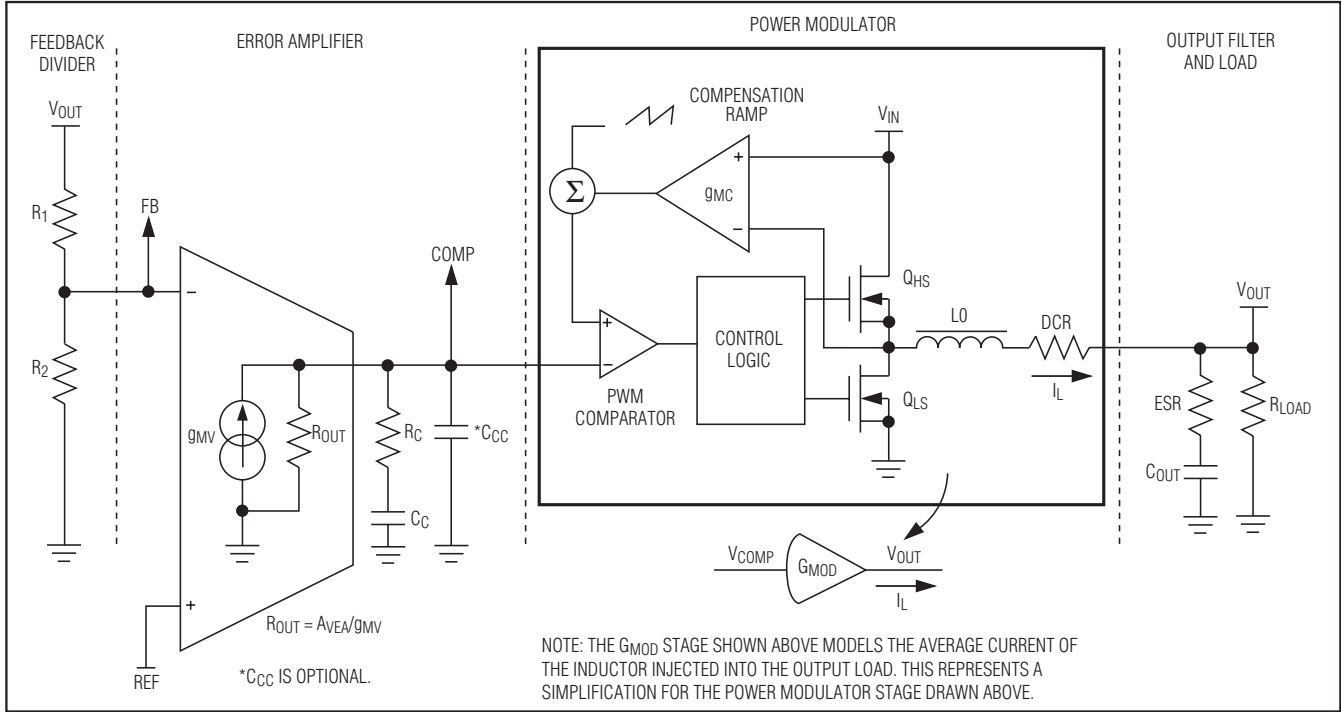 FEEDBACK
DIVIDER
ERROR AMPLIFIER
POWER MODULATOR
OUTPUT FILTER
AND LOAD
VOUT
R1
FB
R2
−
+
REF
gMV
ROUT
ROUT = AVEA/gMV
*CCC IS OPTIONAL.
COMP
RC
CC
*CCC
COMPENSATION
RAMP
Σ
gMC
+
−
VIN
+
−
PWM
COMPARATOR
CONTROL
LOGIC
QHS
QLS
L0
DCR
IL
VOUT
ESR
COUT
RLOAD
VCOMP
GMOD
VOUT
IL
NOTE: THE GMOD STAGE SHOWN ABOVE MODELS THE AVERAGE CURRENT OF
THE INDUCTOR INJECTED INTO THE OUTPUT LOAD. THIS REPRESENTS A
SIMPLIFICATION FOR THE POWER MODULATOR STAGE DRAWN ABOVE.